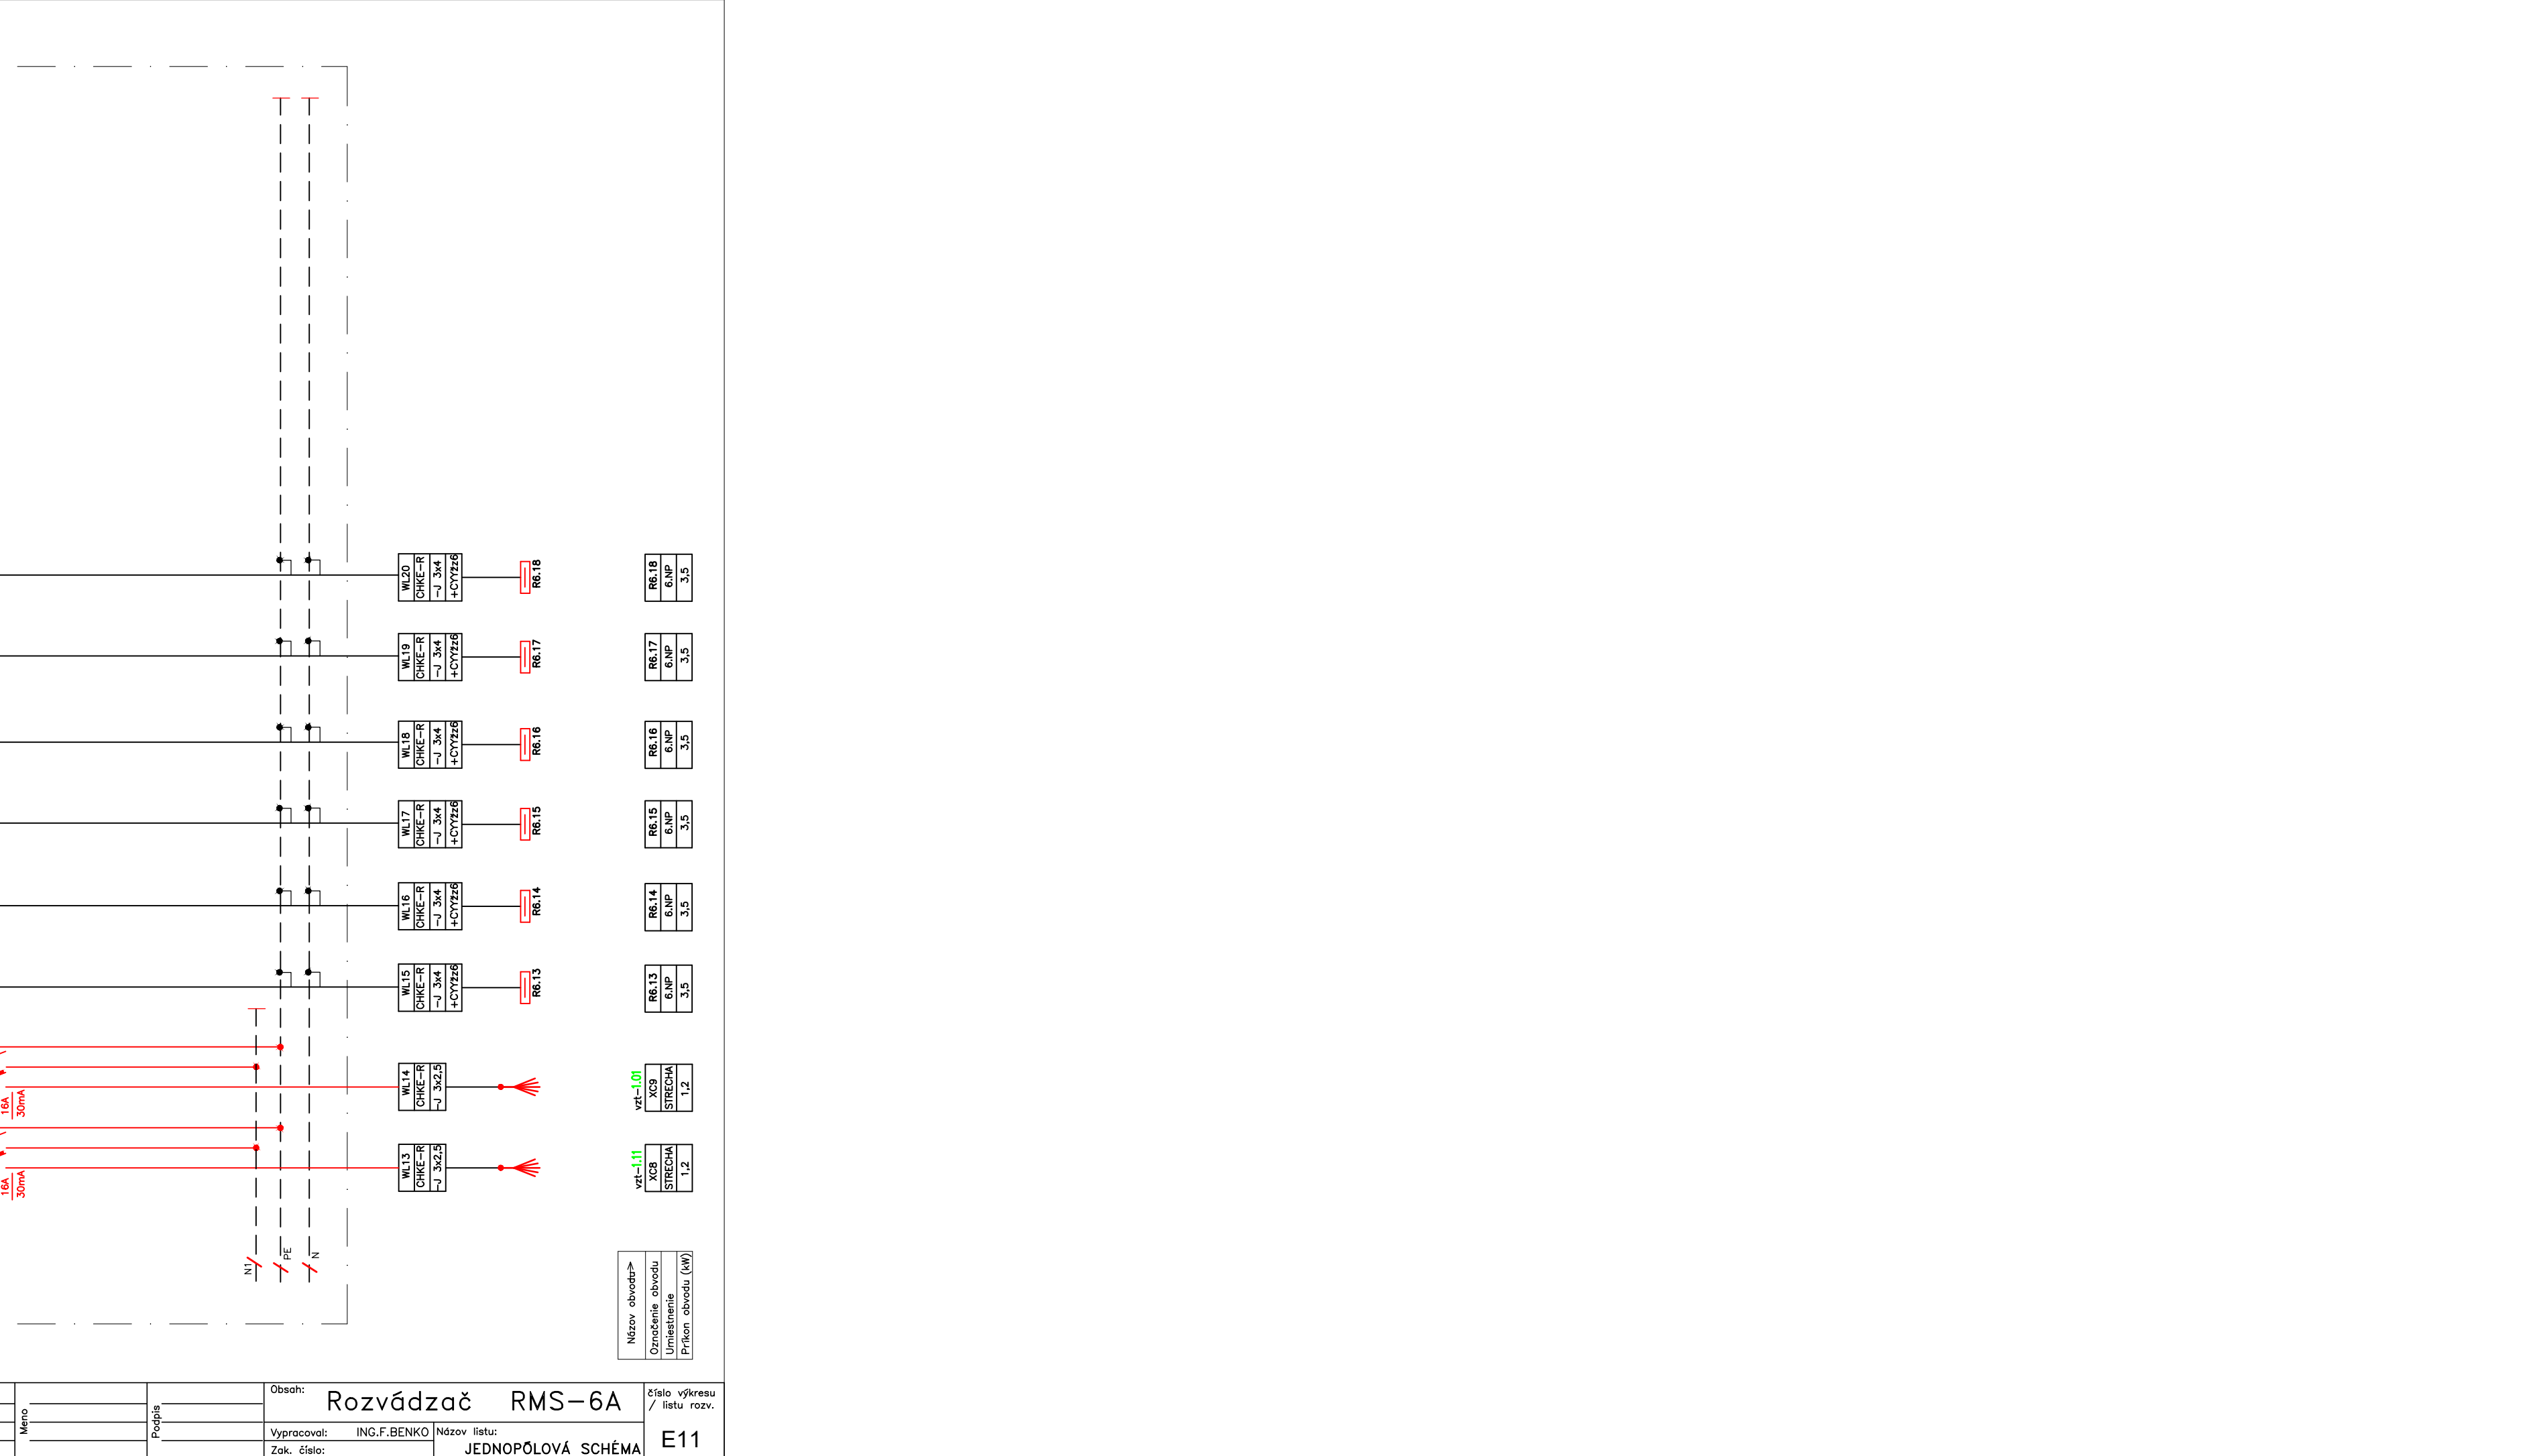 WL20
CHKE-R
-J 3x4
+CYYžz6
R6.18
R6.18
6.NP
3,5
WL19
CHKE-R
-J 3x4
+CYYžz6
R6.17
R6.17
6.NP
3,5
WL18
CHKE-R
-J 3x4
+CYYžz6
R6.16
R6.16
6.NP
3,5
WL17
CHKE-R
-J 3x4
+CYYžz6
R6.15
R6.15
6.NP
3,5
WL16
CHKE-R
-J 3x4
+CYYžz6
R6.14
R6.14
6.NP
3,5
WL15
CHKE-R
-J 3x4
+CYYžz6
R6.13
R6.13
6.NP
3,5
16A
30mA
WL14
CHKE-R
-J 3x2,5
vzt-1.01
XC9
STRECHA
1,2
16A
30mA
WL13
CHKE-R
-J 3x2,5
vzt-1.11
XC8
STRECHA
1,2
N1
PE
N
Názov obvodu
Označenie obvodu
Umiestnenie
Príkon obvodu (kW)
Meno
Podpis
Obsah:
Rozvádzač RMS-6A
číslo výkresu
/ listu rozv.
Vypracoval: ING.F.BENKO
Názov listu:
E11
Zak. číslo:
JEDNOPÓLOVÁ SCHÉMA